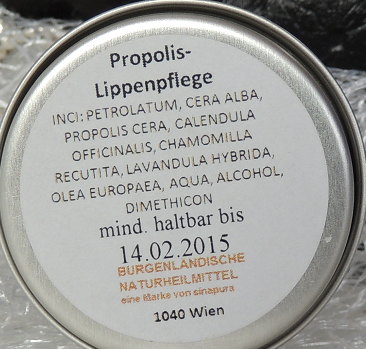 Propolis-
Lippenpflege
INCI: PETROLATUM, CERA ALBA,
PROPOLIS CERA, CALENDULA
OFFICINALIS, CHAMOMILLA
RECUTITA, LAVANDULA HYBRIDA,
OLEA EUROPAEA, AQUA, ALCOHOL,
DIMETHICON
mind. haltbar bis
14.02.2015
BURGENLÄNDISCHE
NATURHEILMITTEL
eine Marke von sinapura
1040 Wien